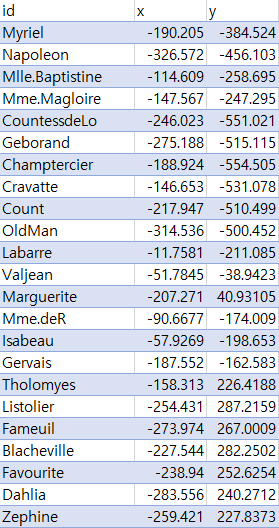 id x y
Myriel -190.205 -384.524
Napoleon -326.572 -456.103
Mlle.Baptistine -114.609 -258.695
Mme.Magloire -147.567 -247.295
CountessdeLo -246.023 -551.021
Geborand -275.188 -515.115
Champtercier -188.924 -554.505
Cravatte -146.653 -531.078
Count -217.947 -510.499
OldMan -314.536 -500.452
Labarre -11.7581 -211.085
Valjean -51.7845 -38.9423
Marguerite -207.271 40.93105
Mme.deR -90.6677 -174.009
Isabeau -57.9269 -198.653
Gervais -187.552 -162.583
Tholomyes -158.313 226.4188
Listolier -254.431 287.2159
Fameuil -273.974 267.0009
Blacheville -227.544 282.2502
Favourite -238.94 252.6254
Dahlia -283.556 240.2712
Zephine -259.421 227.8373